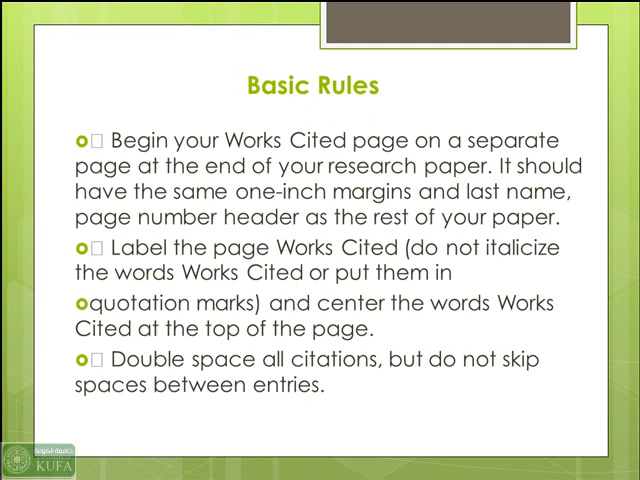 Basic Rules
□ Begin your Works Cited page on a separate
page at the end of your research paper. It should
have the same one-inch margins and last name,
page number header as the rest of your paper.
□ Label the page Works Cited (do not italicize
the words Works Cited or put them in
quotation marks) and center the words Works
Cited at the top of the page.
□ Double space all citations, but do not skip
spaces between entries.
جامعة الكوفة
KUFA